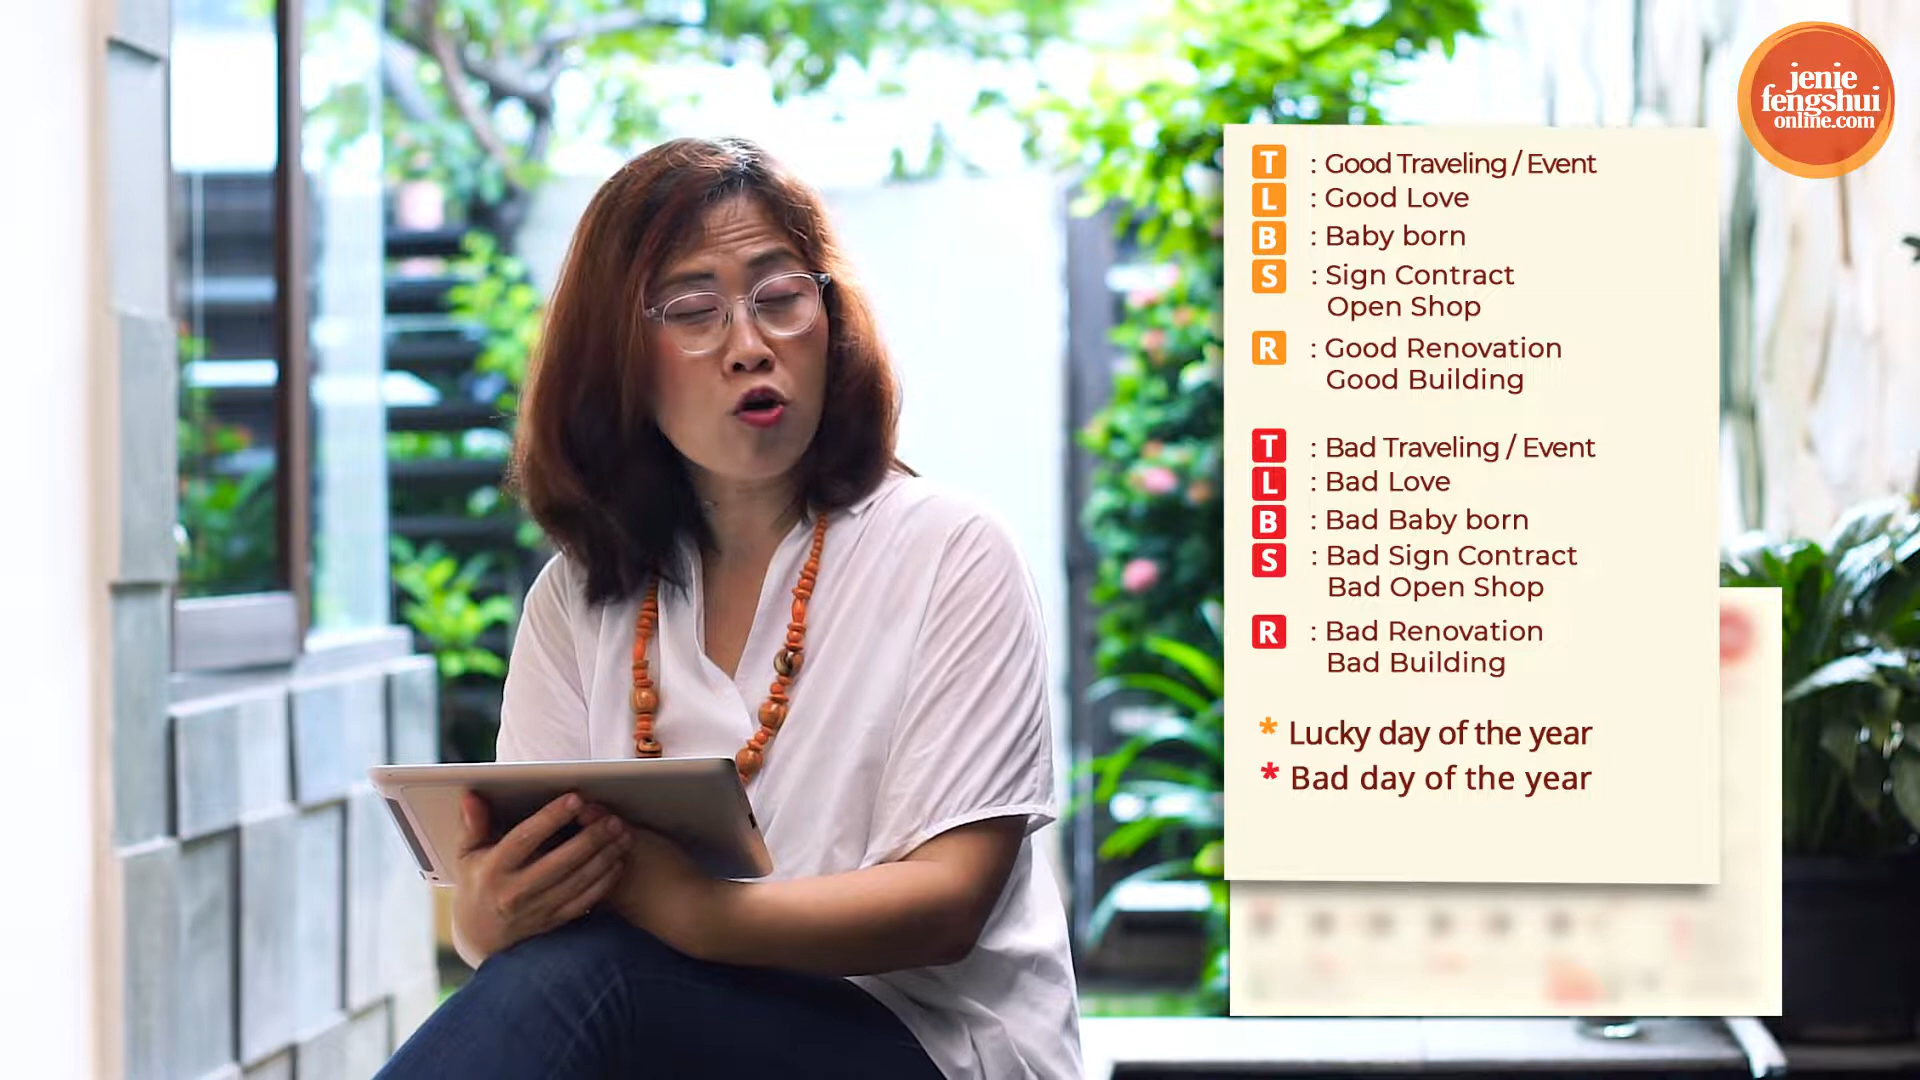 jenie
fengshui
online.com
T : Good Traveling / Event
L : Good Love
B : Baby born
S : Sign Contract
Open Shop
R : Good Renovation
Good Building
T : Bad Traveling / Event
L : Bad Love
B : Bad Baby born
S : Bad Sign Contract
Bad Open Shop
R : Bad Renovation
Bad Building
* Lucky day of the year
* Bad day of the year